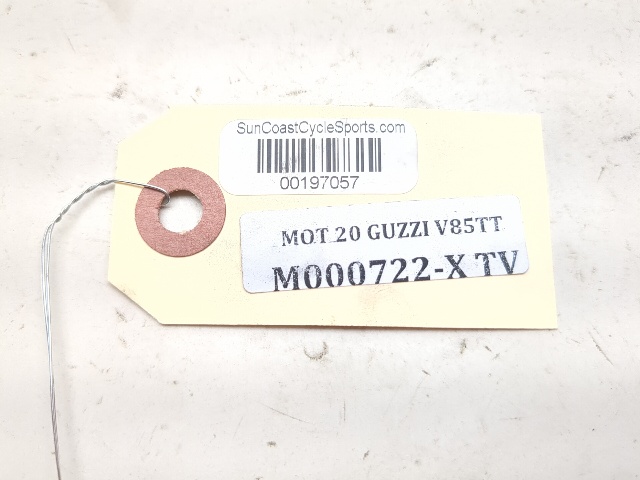 SunCoastCycleSports.com
00197057
MOT 20 GUZZI V85TT
M000722-X TV